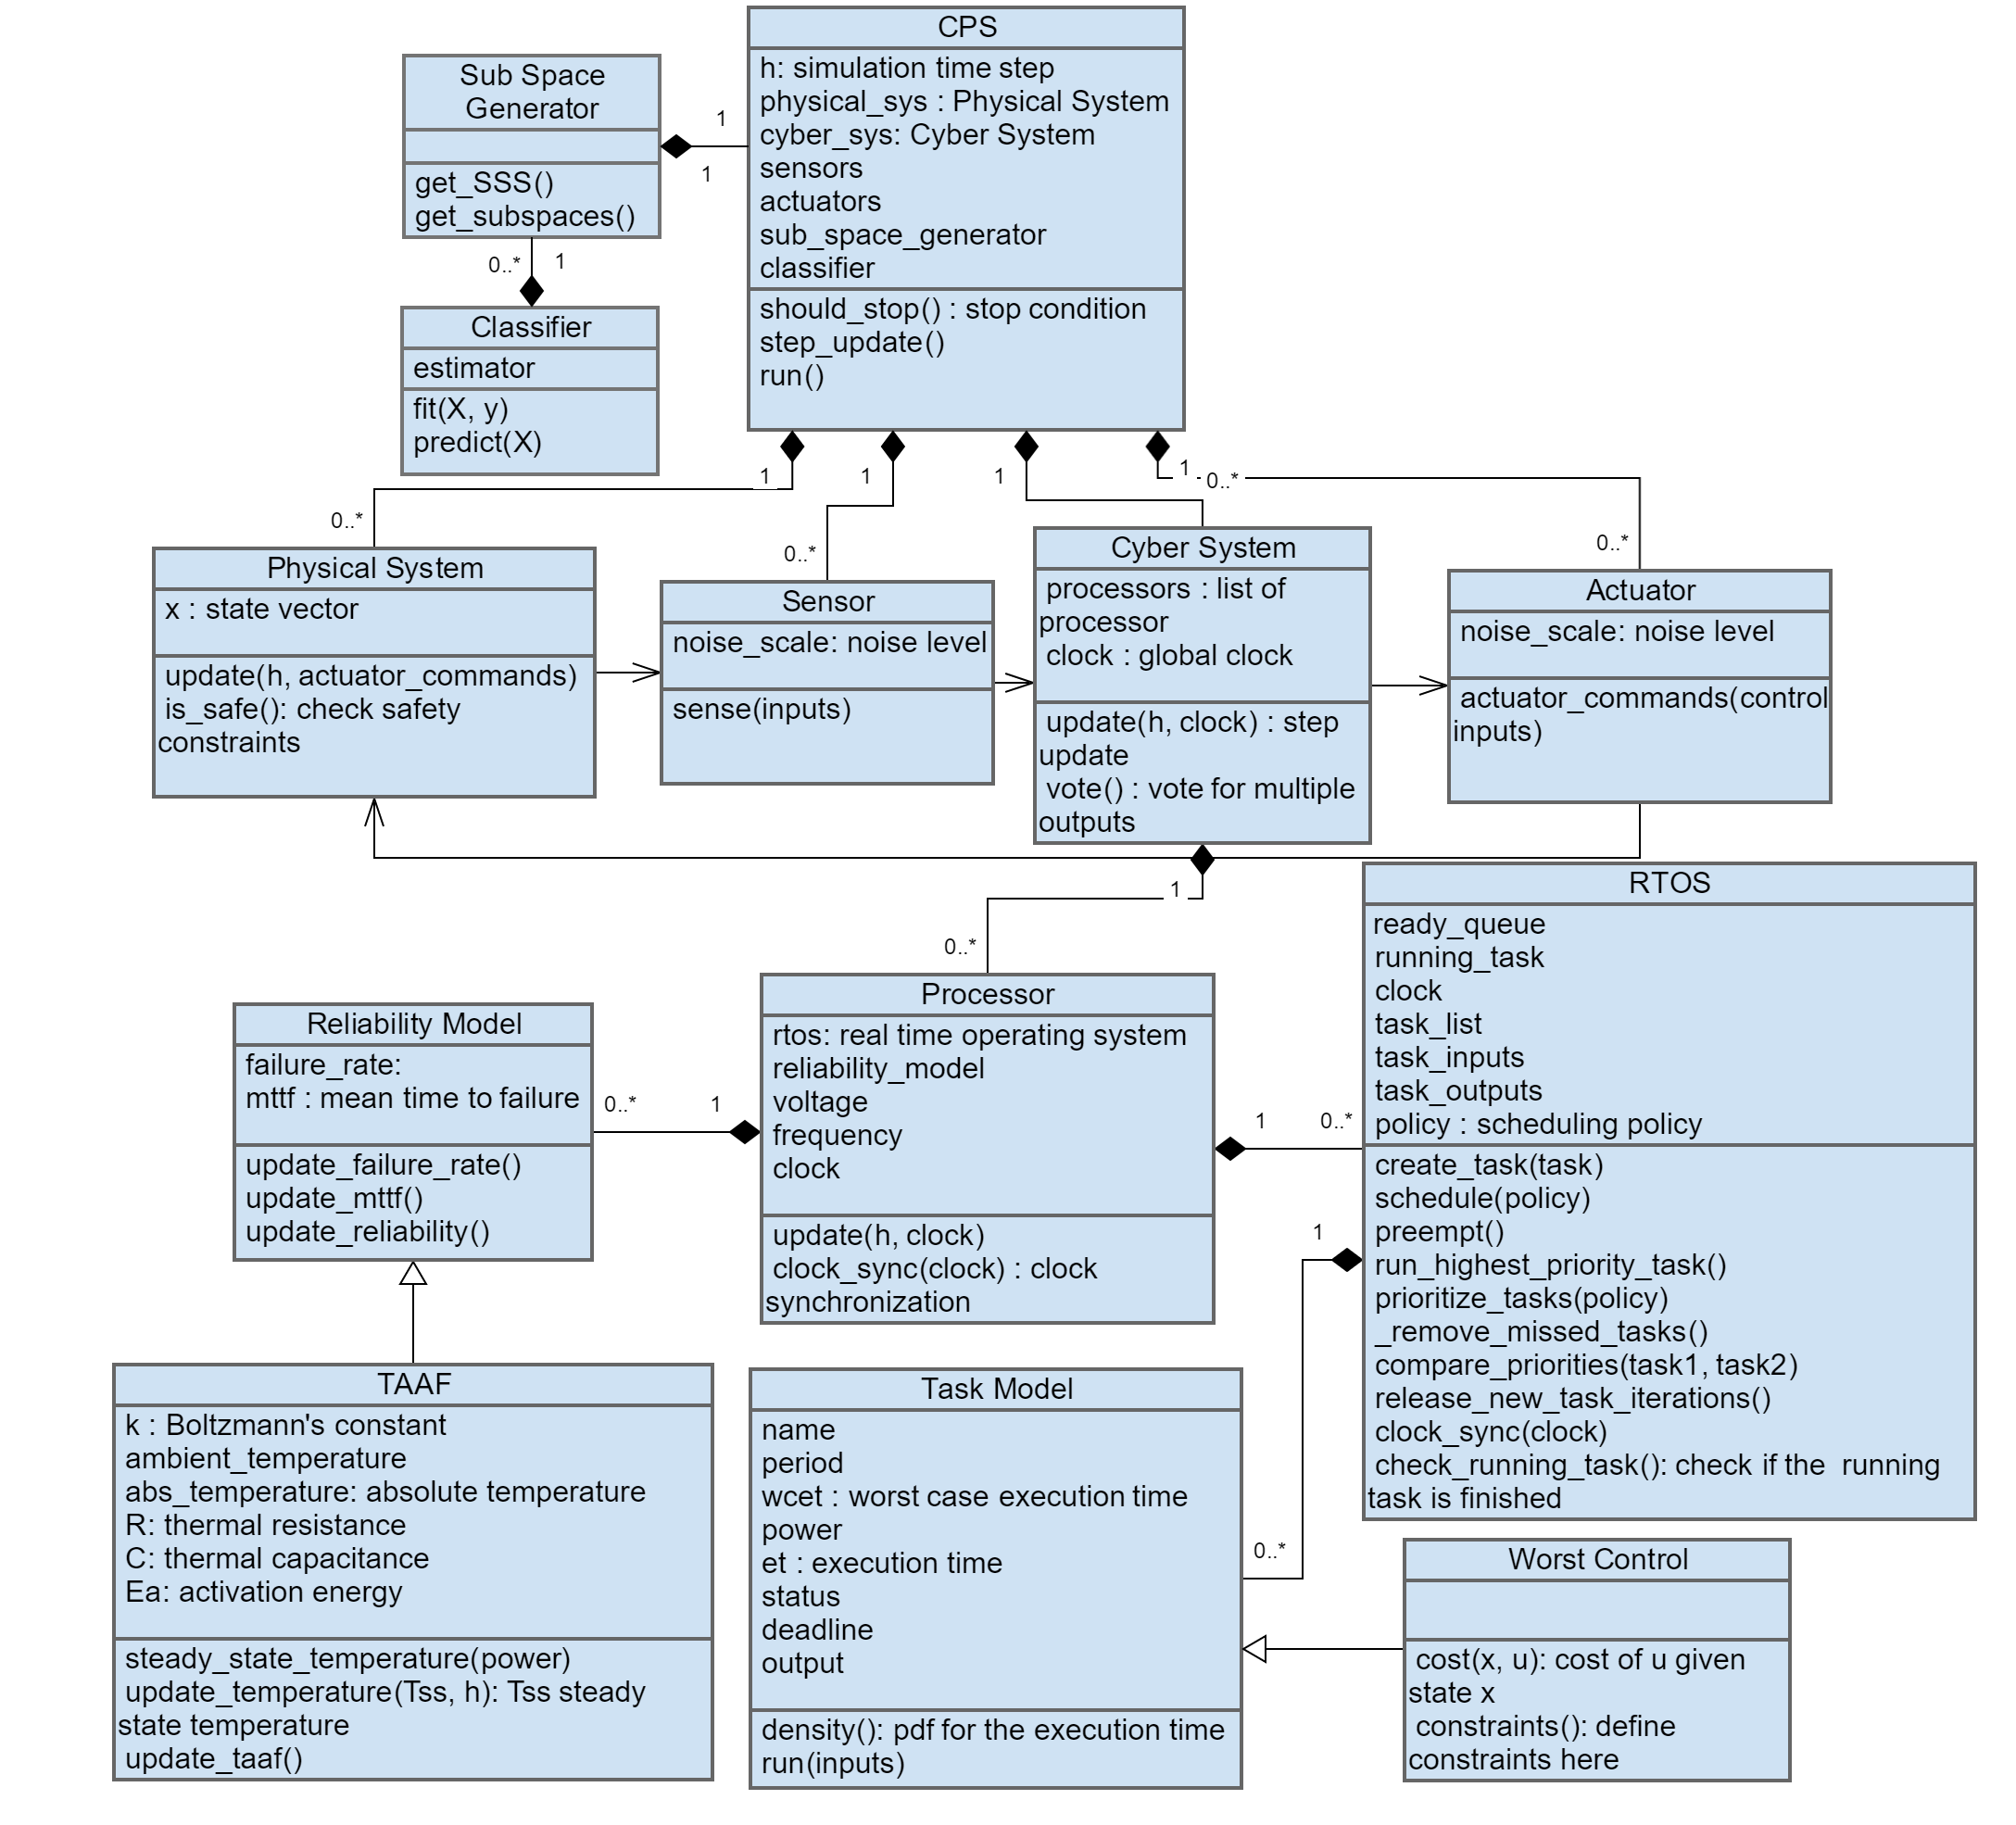 CPS
h: simulation time step
physical_sys : Physical System
cyber_sys: Cyber System
sensors
actuators
sub_space_generator
classifier
should_stop() : stop condition
step_update()
run()
Sub Space
Generator
get_SSS()
get_subspaces()
1
1
0..*
1
Classifier
estimator
fit(X, y)
predict(X)
1
1
1
1
0..*
0..*
0..*
0..*
Physical System
x : state vector
update(h, actuator_commands)
is_safe(): check safety
constraints
Sensor
noise_scale: noise level
sense(inputs)
Cyber System
processors : list of
processor
clock : global clock
update(h, clock) : step
update
vote() : vote for multiple
outputs
Actuator
noise_scale: noise level
actuator_commands(control
inputs)
1
0..*
RTOS
ready_queue
running_task
clock
task_list
task_inputs
task_outputs
policy : scheduling policy
create_task(task)
schedule(policy)
preempt()
run_highest_priority_task()
prioritize_tasks(policy)
_remove_missed_tasks()
compare_priorities(task1, task2)
release_new_task_iterations()
clock_sync(clock)
check_running_task(): check if the  running
task is finished
Processor
rtos: real time operating system
reliability_model
voltage
frequency
clock
update(h, clock)
clock_sync(clock) : clock
synchronization
1
0..*
0..*
1
Reliability Model
failure_rate:
mttf : mean time to failure
update_failure_rate()
update_mttf()
update_reliability()
TAAF
k : Boltzmann's constant
ambient_temperature
abs_temperature: absolute temperature
R: thermal resistance
C: thermal capacitance
Ea: activation energy
steady_state_temperature(power)
update_temperature(Tss, h): Tss steady
state temperature
update_taaf()
1
0..*
Task Model
name
period
wcet : worst case execution time
power
et : execution time
status
deadline
output
density(): pdf for the execution time
run(inputs)
Worst Control
cost(x, u): cost of u given
state x
constraints(): define
constraints here